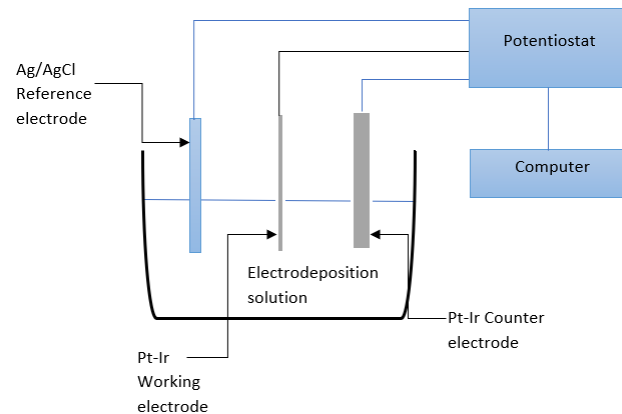 Potentiostat
Ag/AgCl
Reference
electrode
Computer
Electrodeposition
solution
Pt-Ir Counter
electrode
Pt-Ir
Working
electrode